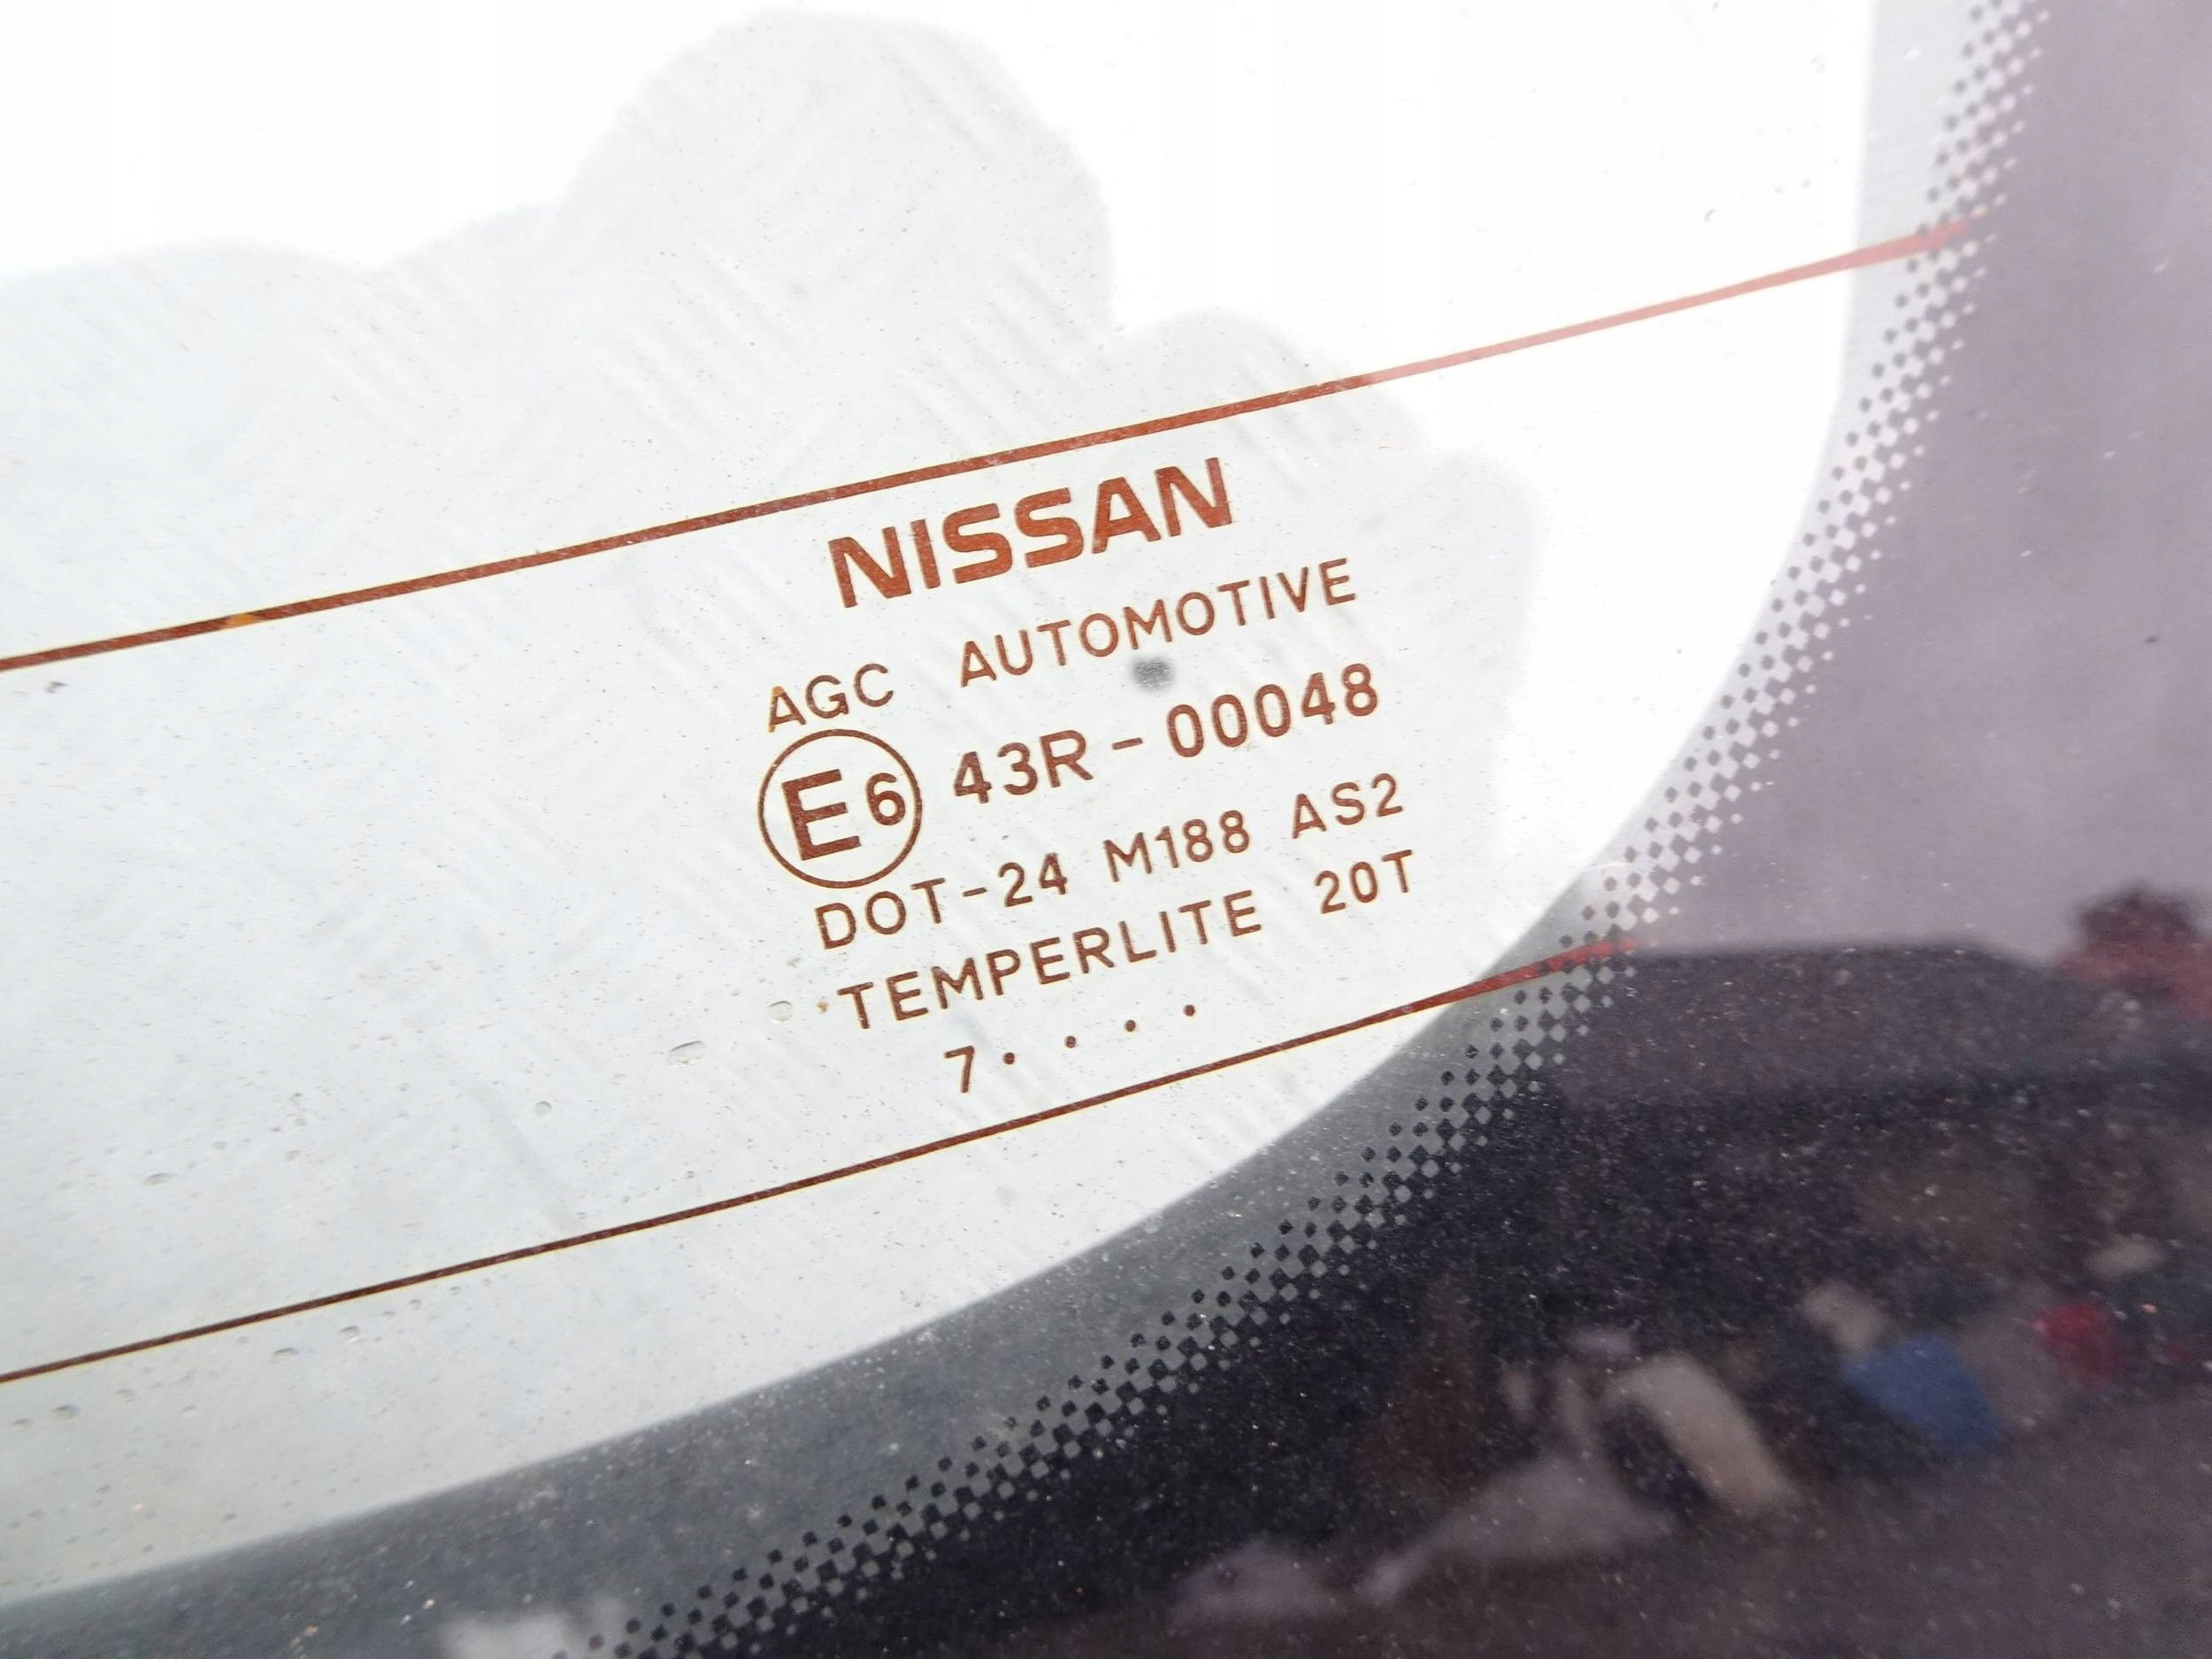 NISSAN
AGC AUTOMOTIVE
E6 43R-00048
DOT-24 M188 AS2
TEMPERLITE 20T
7 · · · ·